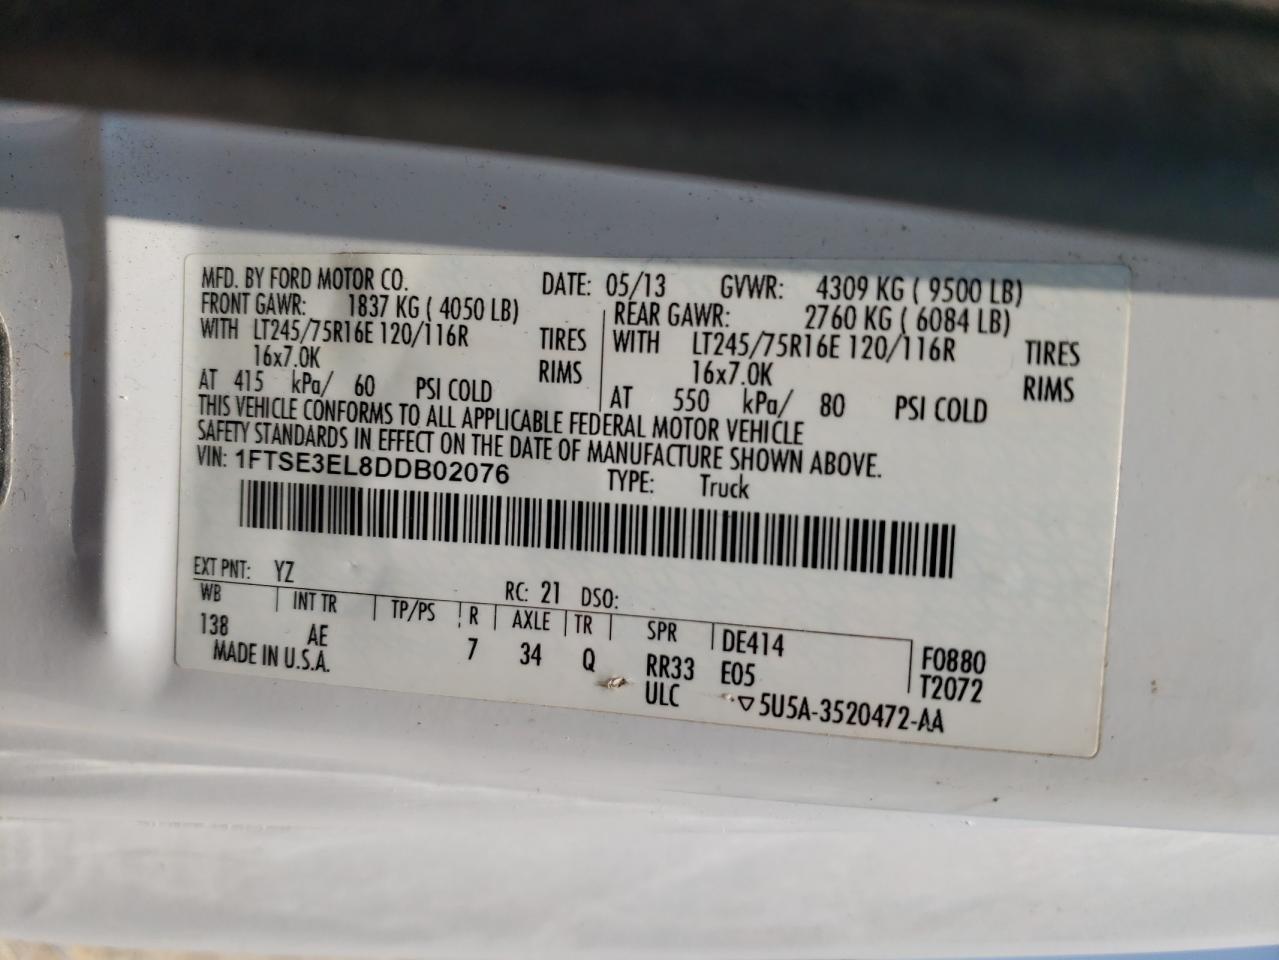 MFD. BY FORD MOTOR CO. DATE: 05/13 GVWR: 4309 KG ( 9500 LB)
FRONT GAWR: 1837 KG ( 4050 LB) REAR GAWR: 2760 KG ( 6084 LB)
WITH LT245/75R16E 120/116R TIRES WITH LT245/75R16E 120/116R TIRES
16x7.0K RIMS 16x7.0K RIMS
AT 415 kPa/ 60 PSI COLD AT 550 kPa/ 80 PSI COLD
THIS VEHICLE CONFORMS TO ALL APPLICABLE FEDERAL MOTOR VEHICLE
SAFETY STANDARDS IN EFFECT ON THE DATE OF MANUFACTURE SHOWN ABOVE.
VIN: 1FTSE3EL8DDB02076 TYPE: Truck
EXT PNT: YZ RC: 21 DSO:
WB INT TR TP/PS R AXLE TR SPR DE414 F0880
138 AE 7 34 Q RR33 E05 T2072
MADE IN U.S.A. ULC ▽5U5A-3520472-AA